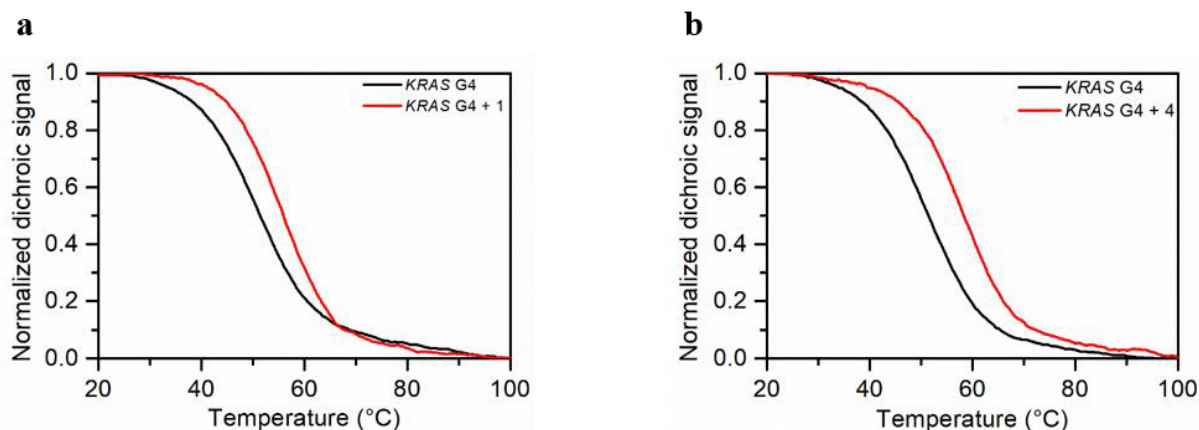 a
Normalized dichroic signal
1.0
0.8
0.6
0.4
0.2
0.0
KRAS G4
KRAS G4 + 1
20
40
60
80
100
Temperature (°C)
b
Normalized dichroic signal
1.0
0.8
0.6
0.4
0.2
0.0
KRAS G4
KRAS G4 + 4
20
40
60
80
100
Temperature (°C)